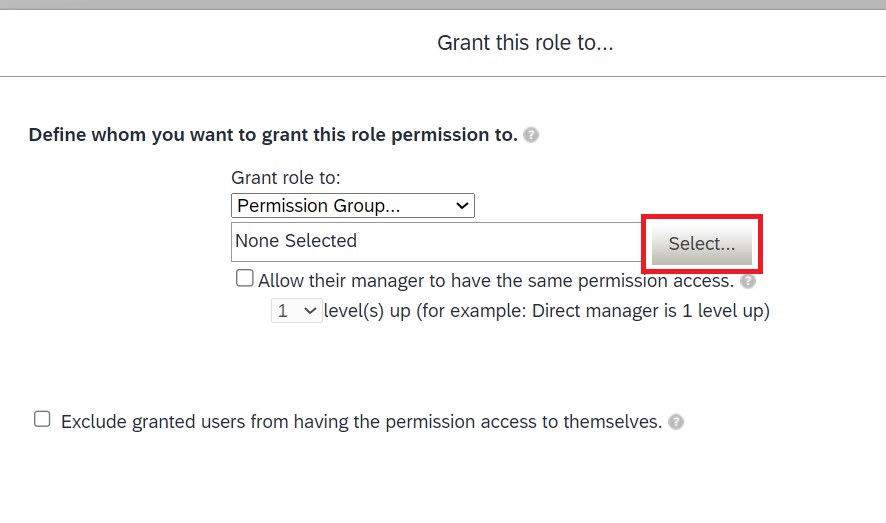 Grant this role to...
Define whom you want to grant this role permission to. ?
Grant role to:
Permission Group...
None Selected
Select...
Allow their manager to have the same permission access. ?
1 level(s) up (for example: Direct manager is 1 level up)
Exclude granted users from having the permission access to themselves. ?